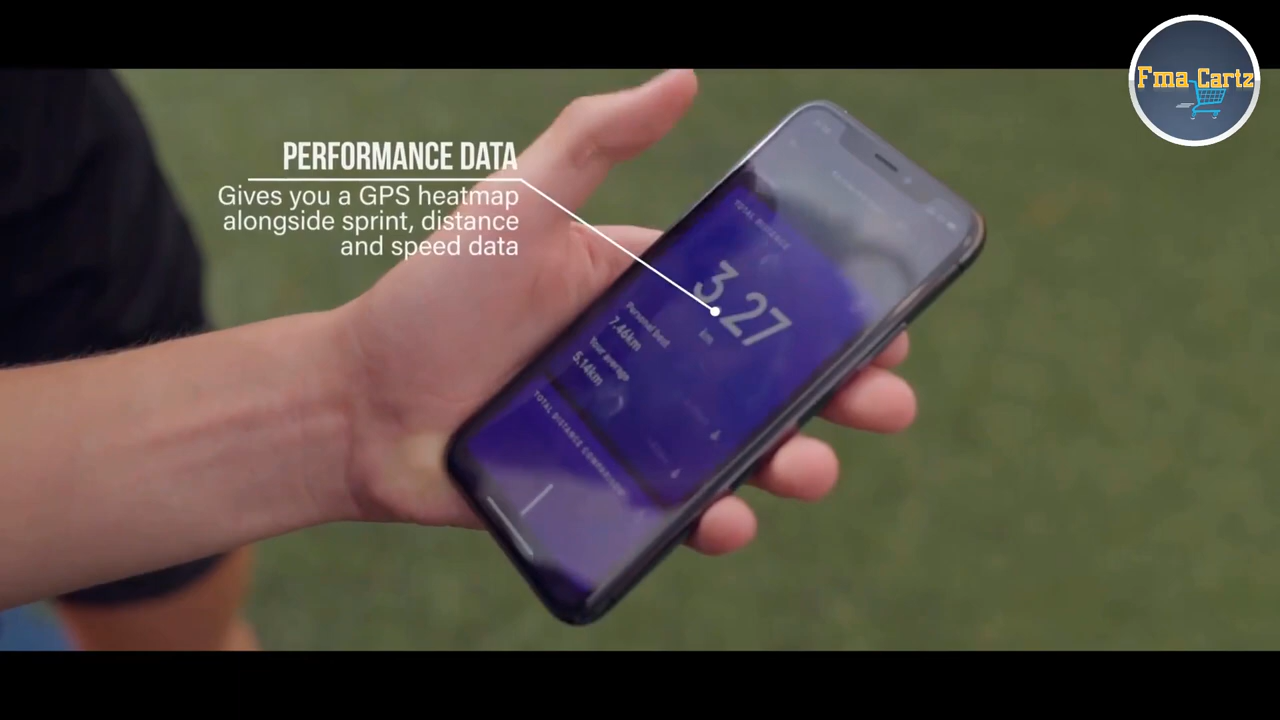 Fma Cartz
PERFORMANCE DATA
Gives you a GPS heatmap
alongside sprint, distance
and speed data
TOTAL DISTANCE
3.27
km
Personal best
7.46km
Your average
5.14km
TOTAL DISTANCE COMPARISON